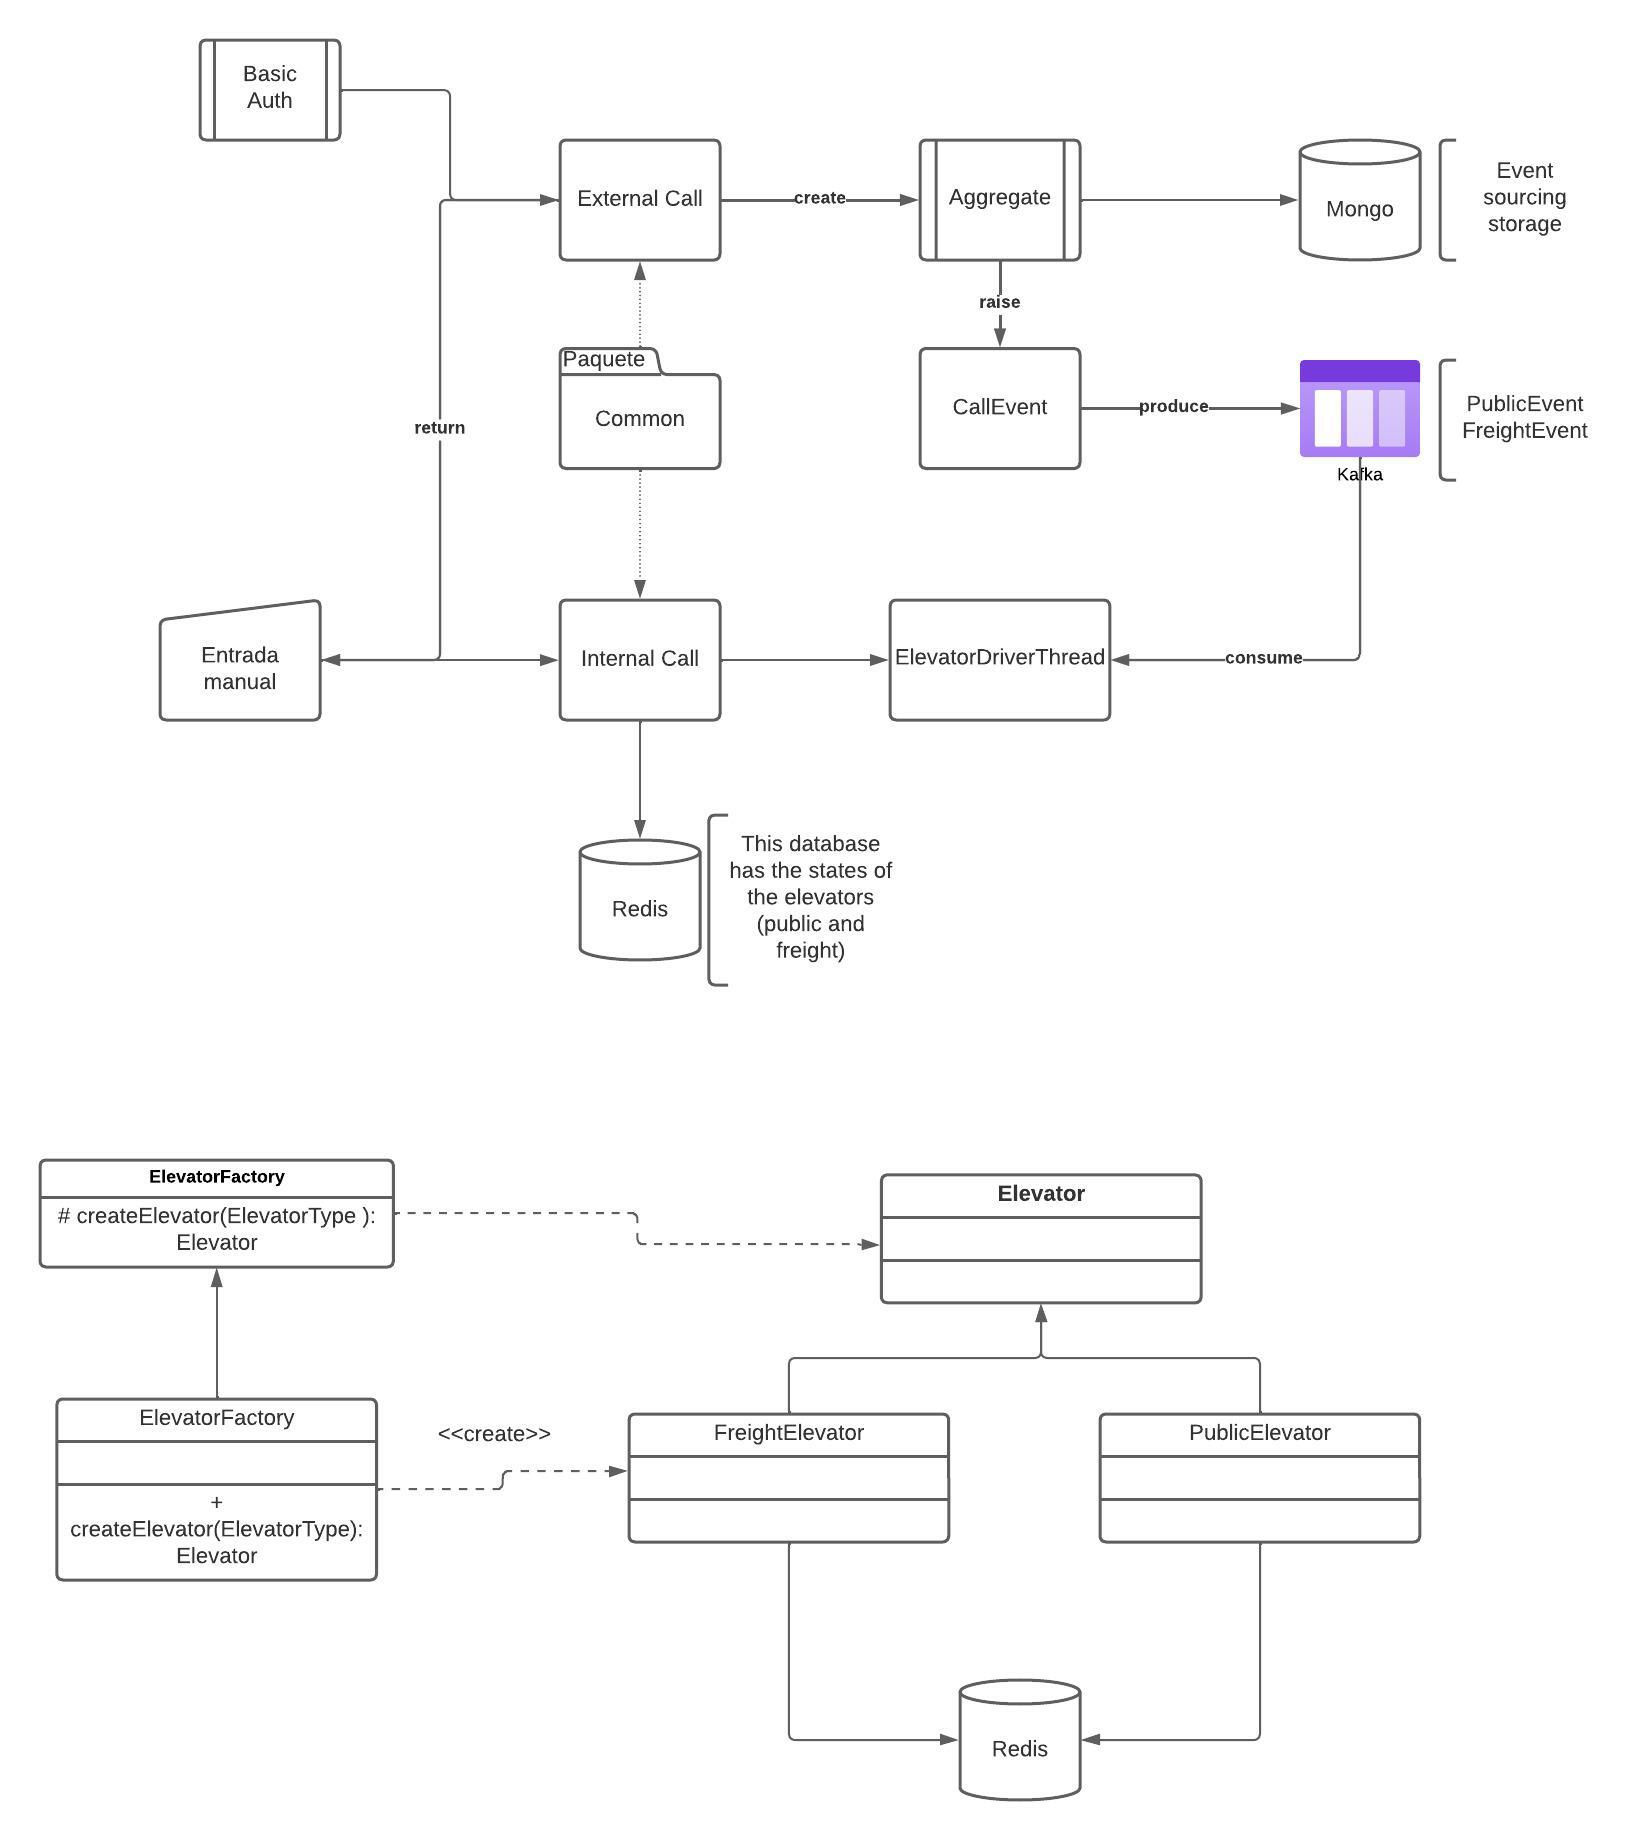 Basic
Auth
External Call
create
Aggregate
Mongo
Event
sourcing
storage
raise
Paquete
Common
CallEvent
produce
Kafka
PublicEvent
FreightEvent
return
Entrada
manual
Internal Call
ElevatorDriverThread
consume
Redis
This database
has the states of
the elevators
(public and
freight)
ElevatorFactory
# createElevator(ElevatorType ):
Elevator
Elevator
ElevatorFactory
+
createElevator(ElevatorType):
Elevator
<<create>>
FreightElevator
PublicElevator
Redis